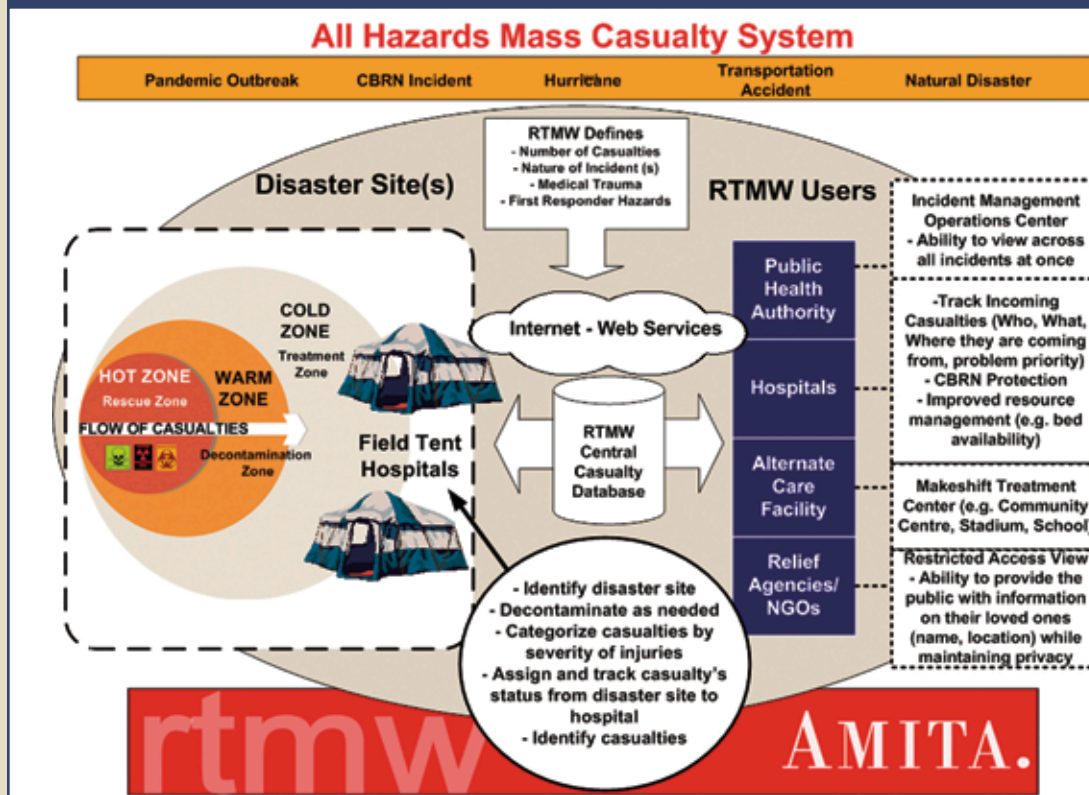 All Hazards Mass Casualty System
Pandemic Outbreak
CBRN Incident
Hurricane
Transportation
Accident
Natural Disaster
RTMW Defines
- Number of Casualties
- Nature of Incident (s)
- Medical Trauma
- First Responder Hazards
Disaster Site(s)
RTMW Users
COLD
ZONE
Treatment
Zone
HOT ZONE
Rescue Zone
WARM
ZONE
FLOW OF CASUALTIES
Decontamination
Zone
Field Tent
Hospitals
Internet - Web Services
RTMW
Central
Casualty
Database
Public
Health
Authority
Hospitals
Alternate
Care
Facility
Relief
Agencies/
NGOs
Incident Management
Operations Center
- Ability to view across
all incidents at once
-Track Incoming
Casualties (Who, What,
Where they are coming
from, problem priority)
- CBRN Protection
- Improved resource
management (e.g. bed
availability)
Makeshift Treatment
Center (e.g. Community
Centre, Stadium, School)
Restricted Access View
- Ability to provide the
public with information
on their loved ones
(name, location) while
maintaining privacy
- Identify disaster site
- Decontaminate as needed
- Categorize casualties by
severity of injuries
- Assign and track casualty's
status from disaster site to
hospital
- Identify casualties
rtmw
AMITA.